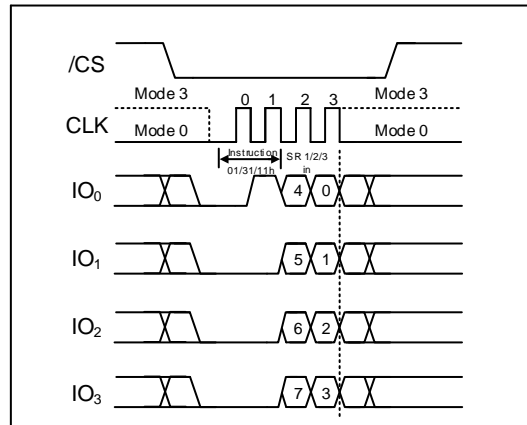 /CS
Mode 3
0 1 2 3
Mode 3
CLK
Mode 0
Mode 0
Instruction
SR 1/2/3
01/31/11h
in
IO₀
4 0
IO₁
5 1
IO₂
6 2
IO₃
7 3